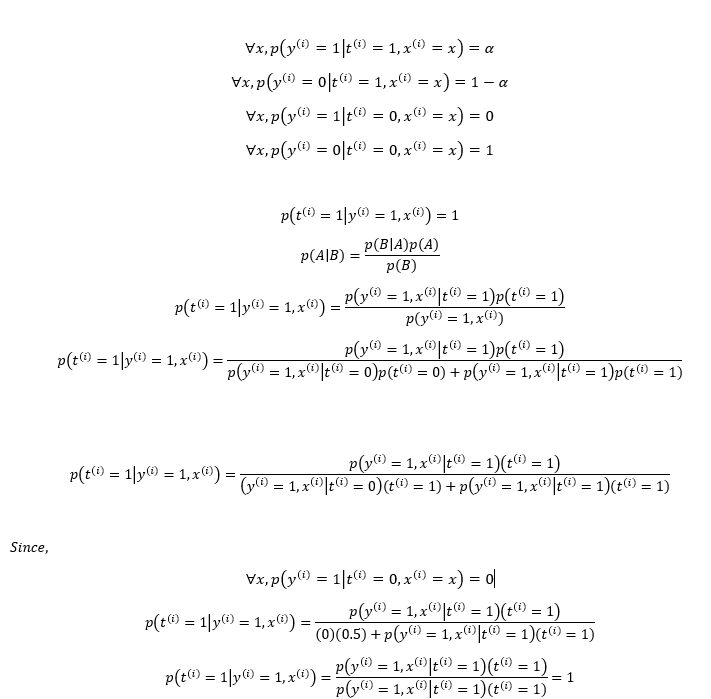 ∀x, p(y⁽ⁱ⁾ = 1|t⁽ⁱ⁾ = 1, x⁽ⁱ⁾ = x) = α
∀x, p(y⁽ⁱ⁾ = 0|t⁽ⁱ⁾ = 1, x⁽ⁱ⁾ = x) = 1 − α
∀x, p(y⁽ⁱ⁾ = 1|t⁽ⁱ⁾ = 0, x⁽ⁱ⁾ = x) = 0
∀x, p(y⁽ⁱ⁾ = 0|t⁽ⁱ⁾ = 0, x⁽ⁱ⁾ = x) = 1
p(t⁽ⁱ⁾ = 1|y⁽ⁱ⁾ = 1, x⁽ⁱ⁾) = 1
p(A|B) = p(B|A)p(A) / p(B)
p(t⁽ⁱ⁾ = 1|y⁽ⁱ⁾ = 1, x⁽ⁱ⁾) = p(y⁽ⁱ⁾ = 1, x⁽ⁱ⁾|t⁽ⁱ⁾ = 1)p(t⁽ⁱ⁾ = 1) / p(y⁽ⁱ⁾ = 1, x⁽ⁱ⁾)
p(t⁽ⁱ⁾ = 1|y⁽ⁱ⁾ = 1, x⁽ⁱ⁾) = p(y⁽ⁱ⁾ = 1, x⁽ⁱ⁾|t⁽ⁱ⁾ = 1)p(t⁽ⁱ⁾ = 1) / p(y⁽ⁱ⁾ = 1, x⁽ⁱ⁾|t⁽ⁱ⁾ = 0)p(t⁽ⁱ⁾ = 0) + p(y⁽ⁱ⁾ = 1, x⁽ⁱ⁾|t⁽ⁱ⁾ = 1)p(t⁽ⁱ⁾ = 1)
p(t⁽ⁱ⁾ = 1|y⁽ⁱ⁾ = 1, x⁽ⁱ⁾) = p(y⁽ⁱ⁾ = 1, x⁽ⁱ⁾|t⁽ⁱ⁾ = 1)(t⁽ⁱ⁾ = 1) / (y⁽ⁱ⁾ = 1, x⁽ⁱ⁾|t⁽ⁱ⁾ = 0)(t⁽ⁱ⁾ = 1) + p(y⁽ⁱ⁾ = 1, x⁽ⁱ⁾|t⁽ⁱ⁾ = 1)(t⁽ⁱ⁾ = 1)
Since,
∀x, p(y⁽ⁱ⁾ = 1|t⁽ⁱ⁾ = 0, x⁽ⁱ⁾ = x) = 0
p(t⁽ⁱ⁾ = 1|y⁽ⁱ⁾ = 1, x⁽ⁱ⁾) = p(y⁽ⁱ⁾ = 1, x⁽ⁱ⁾|t⁽ⁱ⁾ = 1)(t⁽ⁱ⁾ = 1) / (0)(0.5) + p(y⁽ⁱ⁾ = 1, x⁽ⁱ⁾|t⁽ⁱ⁾ = 1)(t⁽ⁱ⁾ = 1)
p(t⁽ⁱ⁾ = 1|y⁽ⁱ⁾ = 1, x⁽ⁱ⁾) = p(y⁽ⁱ⁾ = 1, x⁽ⁱ⁾|t⁽ⁱ⁾ = 1)(t⁽ⁱ⁾ = 1) / p(y⁽ⁱ⁾ = 1, x⁽ⁱ⁾|t⁽ⁱ⁾ = 1)(t⁽ⁱ⁾ = 1) = 1